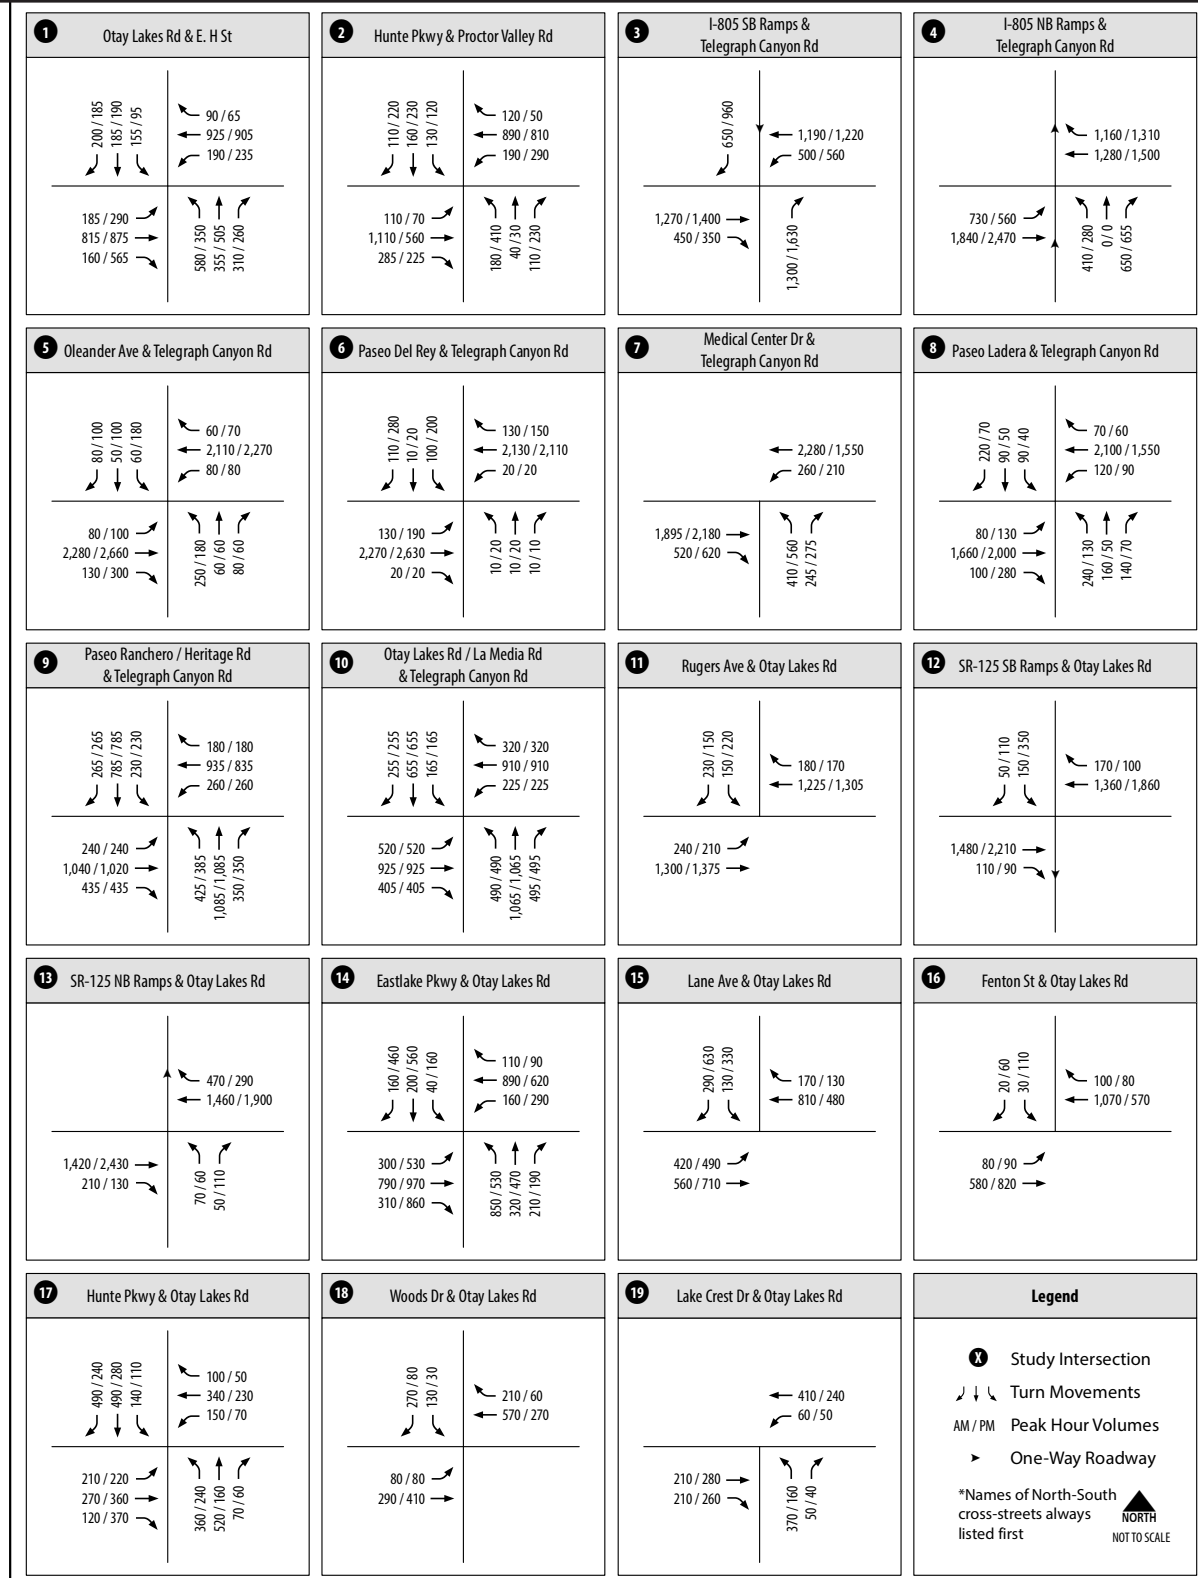 1
Otay Lakes Rd & E. H St
200 / 185
185 / 190
155 / 95
90 / 65
925 / 905
190 / 235
185 / 290
815 / 875
160 / 565
580 / 350
355 / 505
310 / 260
2
Hunte Pkwy & Proctor Valley Rd
110 / 220
160 / 230
130 / 120
120 / 50
890 / 810
190 / 290
110 / 70
1,110 / 560
285 / 225
180 / 410
40 / 30
110 / 230
3
I-805 SB Ramps &
Telegraph Canyon Rd
650 / 960
1,190 / 1,220
500 / 560
1,270 / 1,400
450 / 350
1,300 / 1,630
4
I-805 NB Ramps &
Telegraph Canyon Rd
1,160 / 1,310
1,280 / 1,500
730 / 560
1,840 / 2,470
410 / 280
0 / 0
650 / 655
5
Oleander Ave & Telegraph Canyon Rd
80 / 100
50 / 100
60 / 180
60 / 70
2,110 / 2,270
80 / 80
80 / 100
2,280 / 2,660
130 / 300
250 / 180
60 / 60
80 / 60
6
Paseo Del Rey & Telegraph Canyon Rd
110 / 280
10 / 20
100 / 200
130 / 150
2,130 / 2,110
20 / 20
130 / 190
2,270 / 2,630
20 / 20
10 / 20
10 / 20
10 / 10
7
Medical Center Dr &
Telegraph Canyon Rd
2,280 / 1,550
260 / 210
1,895 / 2,180
520 / 620
410 / 560
245 / 275
8
Paseo Ladera & Telegraph Canyon Rd
220 / 70
90 / 50
90 / 40
70 / 60
2,100 / 1,550
120 / 90
80 / 130
1,660 / 2,000
100 / 280
240 / 130
160 / 50
140 / 70
9
Paseo Ranchero / Heritage Rd
& Telegraph Canyon Rd
265 / 265
785 / 785
230 / 230
180 / 180
935 / 835
260 / 260
240 / 240
1,040 / 1,020
435 / 435
425 / 385
1,085 / 1,085
350 / 350
10
Otay Lakes Rd / La Media Rd
& Telegraph Canyon Rd
255 / 255
655 / 655
165 / 165
320 / 320
910 / 910
225 / 225
520 / 520
925 / 925
405 / 405
490 / 490
1,065 / 1,065
495 / 495
11
Rugers Ave & Otay Lakes Rd
230 / 150
150 / 220
180 / 170
1,225 / 1,305
240 / 210
1,300 / 1,375
12
SR-125 SB Ramps & Otay Lakes Rd
50 / 110
150 / 350
170 / 100
1,360 / 1,860
1,480 / 2,210
110 / 90
13
SR-125 NB Ramps & Otay Lakes Rd
470 / 290
1,460 / 1,900
1,420 / 2,430
210 / 130
70 / 60
50 / 110
14
Eastlake Pkwy & Otay Lakes Rd
160 / 460
200 / 560
40 / 160
110 / 90
890 / 620
160 / 290
300 / 530
790 / 970
310 / 860
850 / 530
320 / 470
210 / 190
15
Lane Ave & Otay Lakes Rd
290 / 630
130 / 330
170 / 130
810 / 480
420 / 490
560 / 710
16
Fenton St & Otay Lakes Rd
20 / 60
30 / 110
100 / 80
1,070 / 570
80 / 90
580 / 820
17
Hunte Pkwy & Otay Lakes Rd
490 / 240
490 / 280
140 / 110
100 / 50
340 / 230
150 / 70
210 / 220
270 / 360
120 / 370
360 / 240
520 / 160
70 / 60
18
Woods Dr & Otay Lakes Rd
270 / 80
130 / 30
210 / 60
570 / 270
80 / 80
290 / 410
19
Lake Crest Dr & Otay Lakes Rd
410 / 240
60 / 50
210 / 280
210 / 260
370 / 160
50 / 40
Legend
X Study Intersection
Turn Movements
AM / PM Peak Hour Volumes
One-Way Roadway
*Names of North-South
cross-streets always
listed first
NORTH
NOT TO SCALE